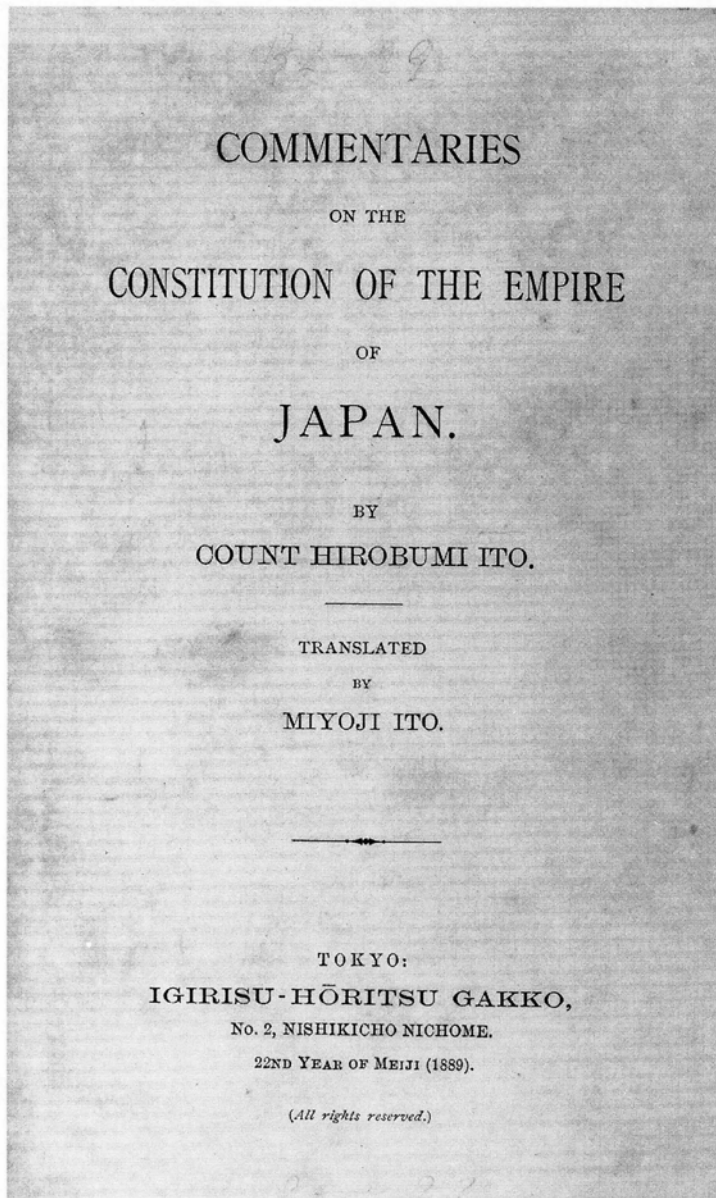 COMMENTARIES
ON THE
CONSTITUTION OF THE EMPIRE
OF
JAPAN.
BY
COUNT HIROBUMI ITO.
TRANSLATED
BY
MIYOJI ITO.
TOKYO:
IGIRISU-HŌRITSU GAKKO,
No. 2, NISHIKICHO NICHOME.
22ND YEAR OF MEIJI (1889).
(All rights reserved.)